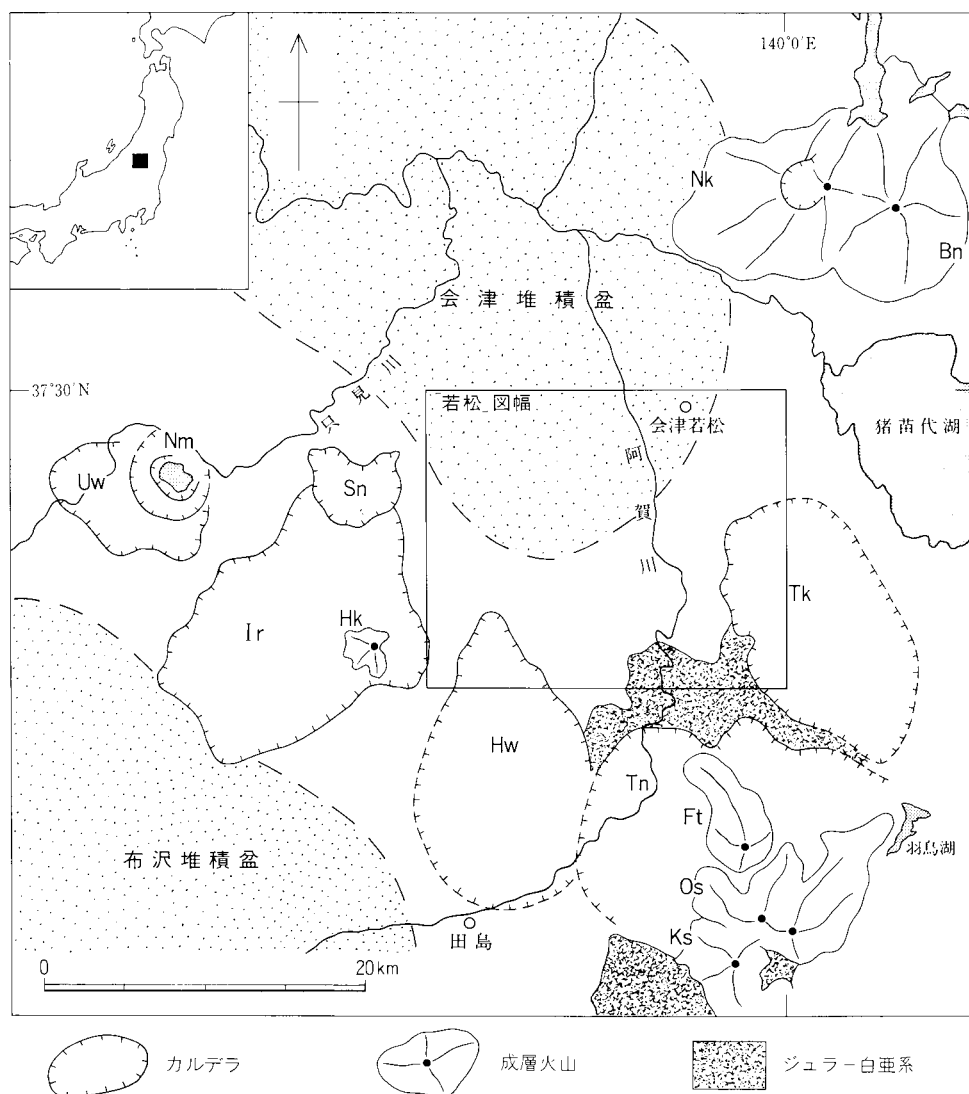 140°0′E
Nk
Bn
会津堆積盆
37°30′N
只見川
若松 図幅
会津若松
猪苗代湖
阿賀川
Nm
Uw
Sn
Tk
Ir
Hk
Hw
Tn
Ft
羽鳥湖
布沢堆積盆
Os
Ks
田島
0 20km
カルデラ
成層火山
ジュラー白亜系